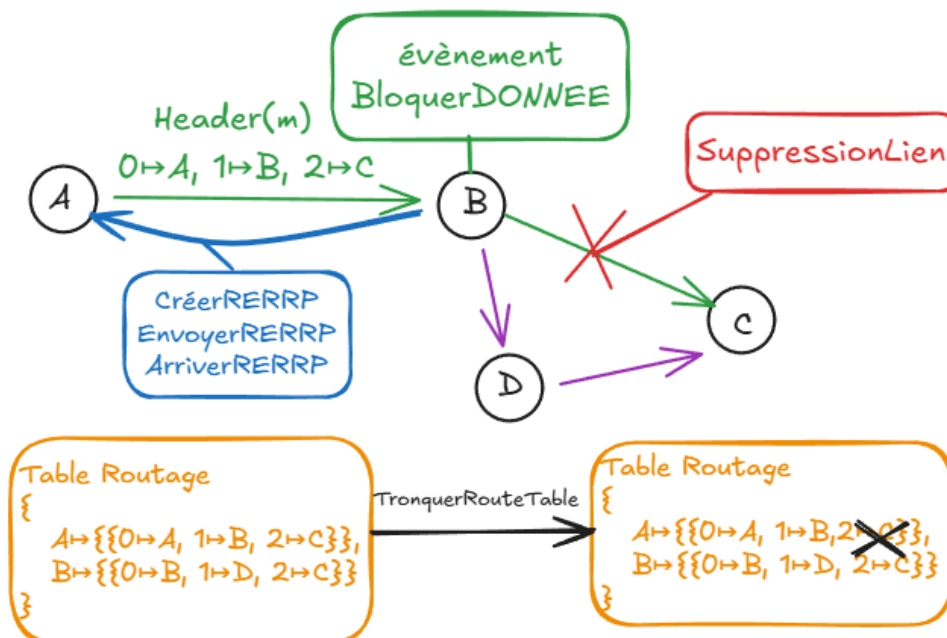 évènement
BloquerDONNEE
Header(m)
0↦A, 1↦B, 2↦C
SuppressionLien
A
B
C
D
CréerRERRP
EnvoyerRERRP
ArriverRERRP
Table Routage
{
A↦{{0↦A, 1↦B, 2↦C}},
B↦{{0↦B, 1↦D, 2↦C}}
}
TronquerRouteTable
Table Routage
{
A↦{{0↦A, 1↦B,2↦C}},
B↦{{0↦B, 1↦D, 2↦C}}
}